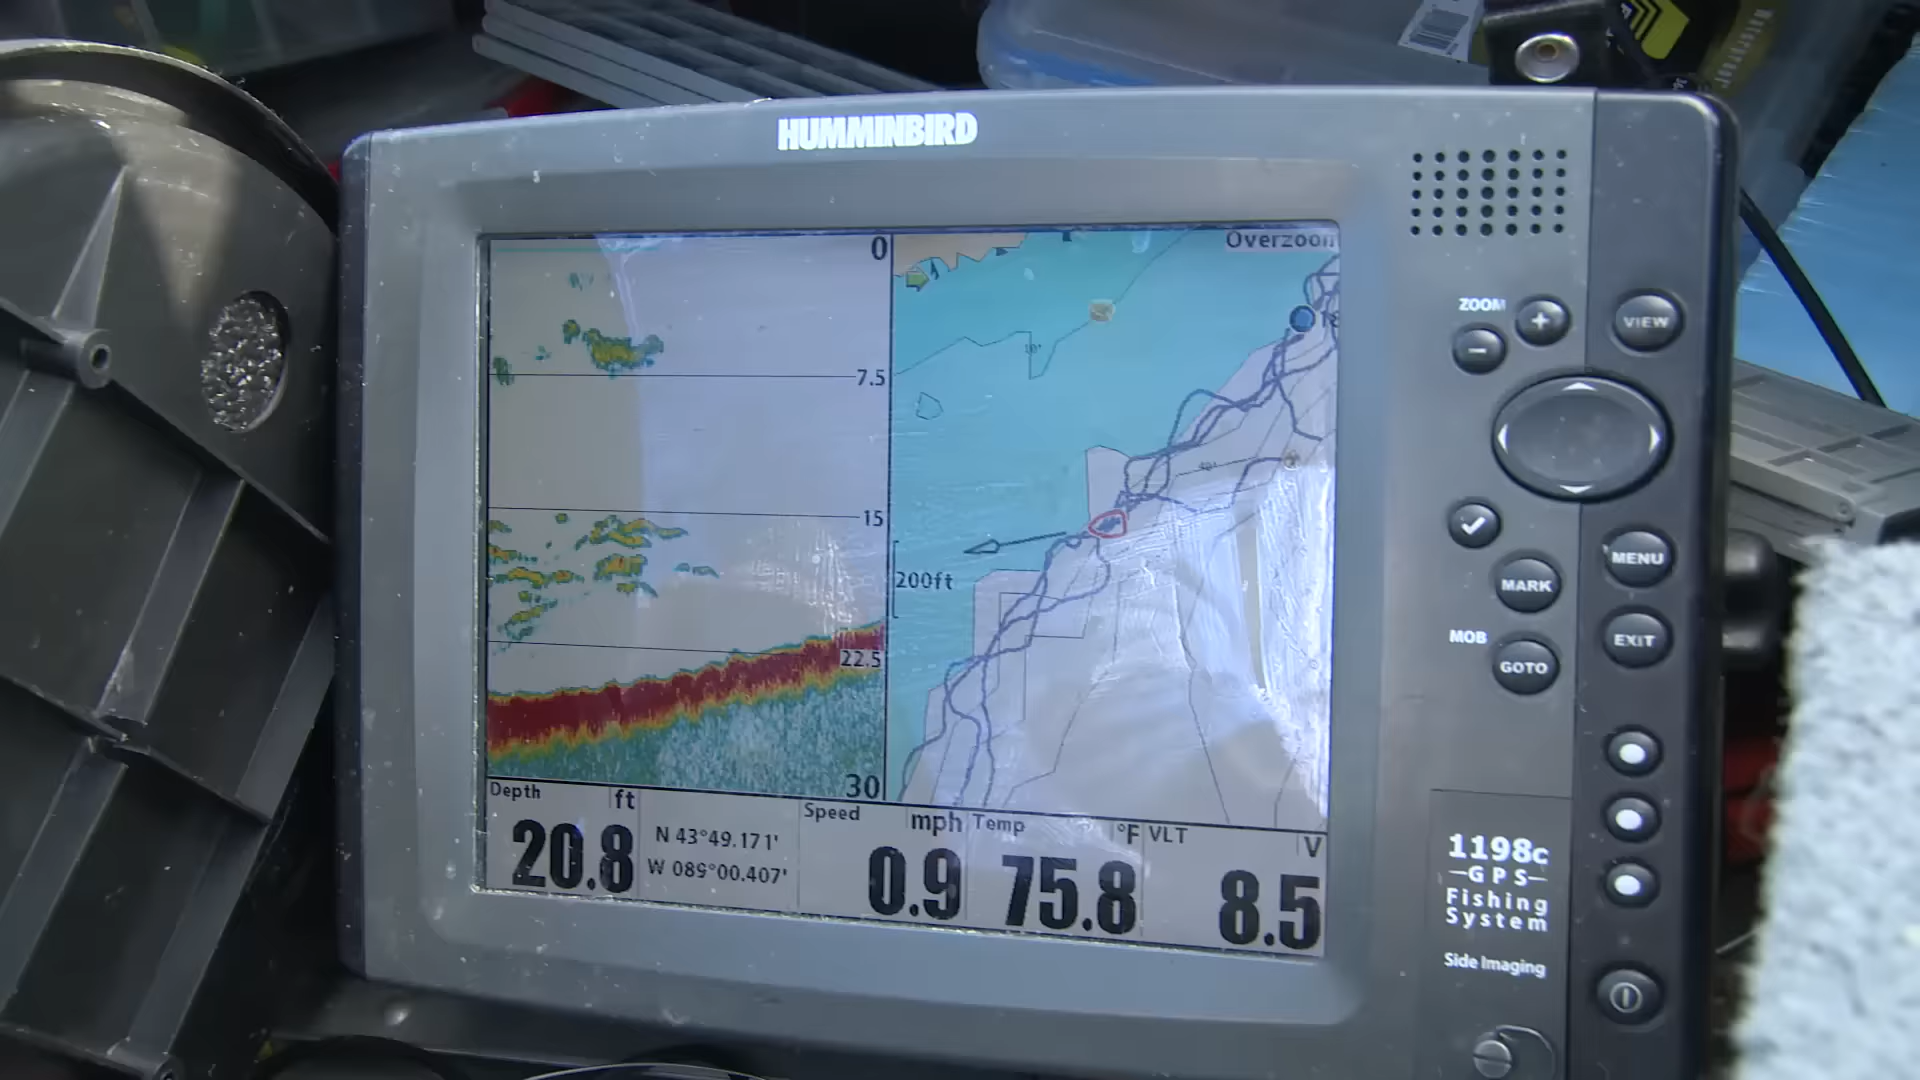 HUMMINBIRD
0
7.5
15
22.5
30
Overzoom
10'
40'
200ft
Depth ft
20.8
N 43°49.171'
W 089°00.407'
Speed mph
0.9
Temp °F
75.8
VLT V
8.5
ZOOM
+
-
VIEW
MENU
MARK
MOB
GOTO
EXIT
1198c
GPS
Fishing
System
Side Imaging